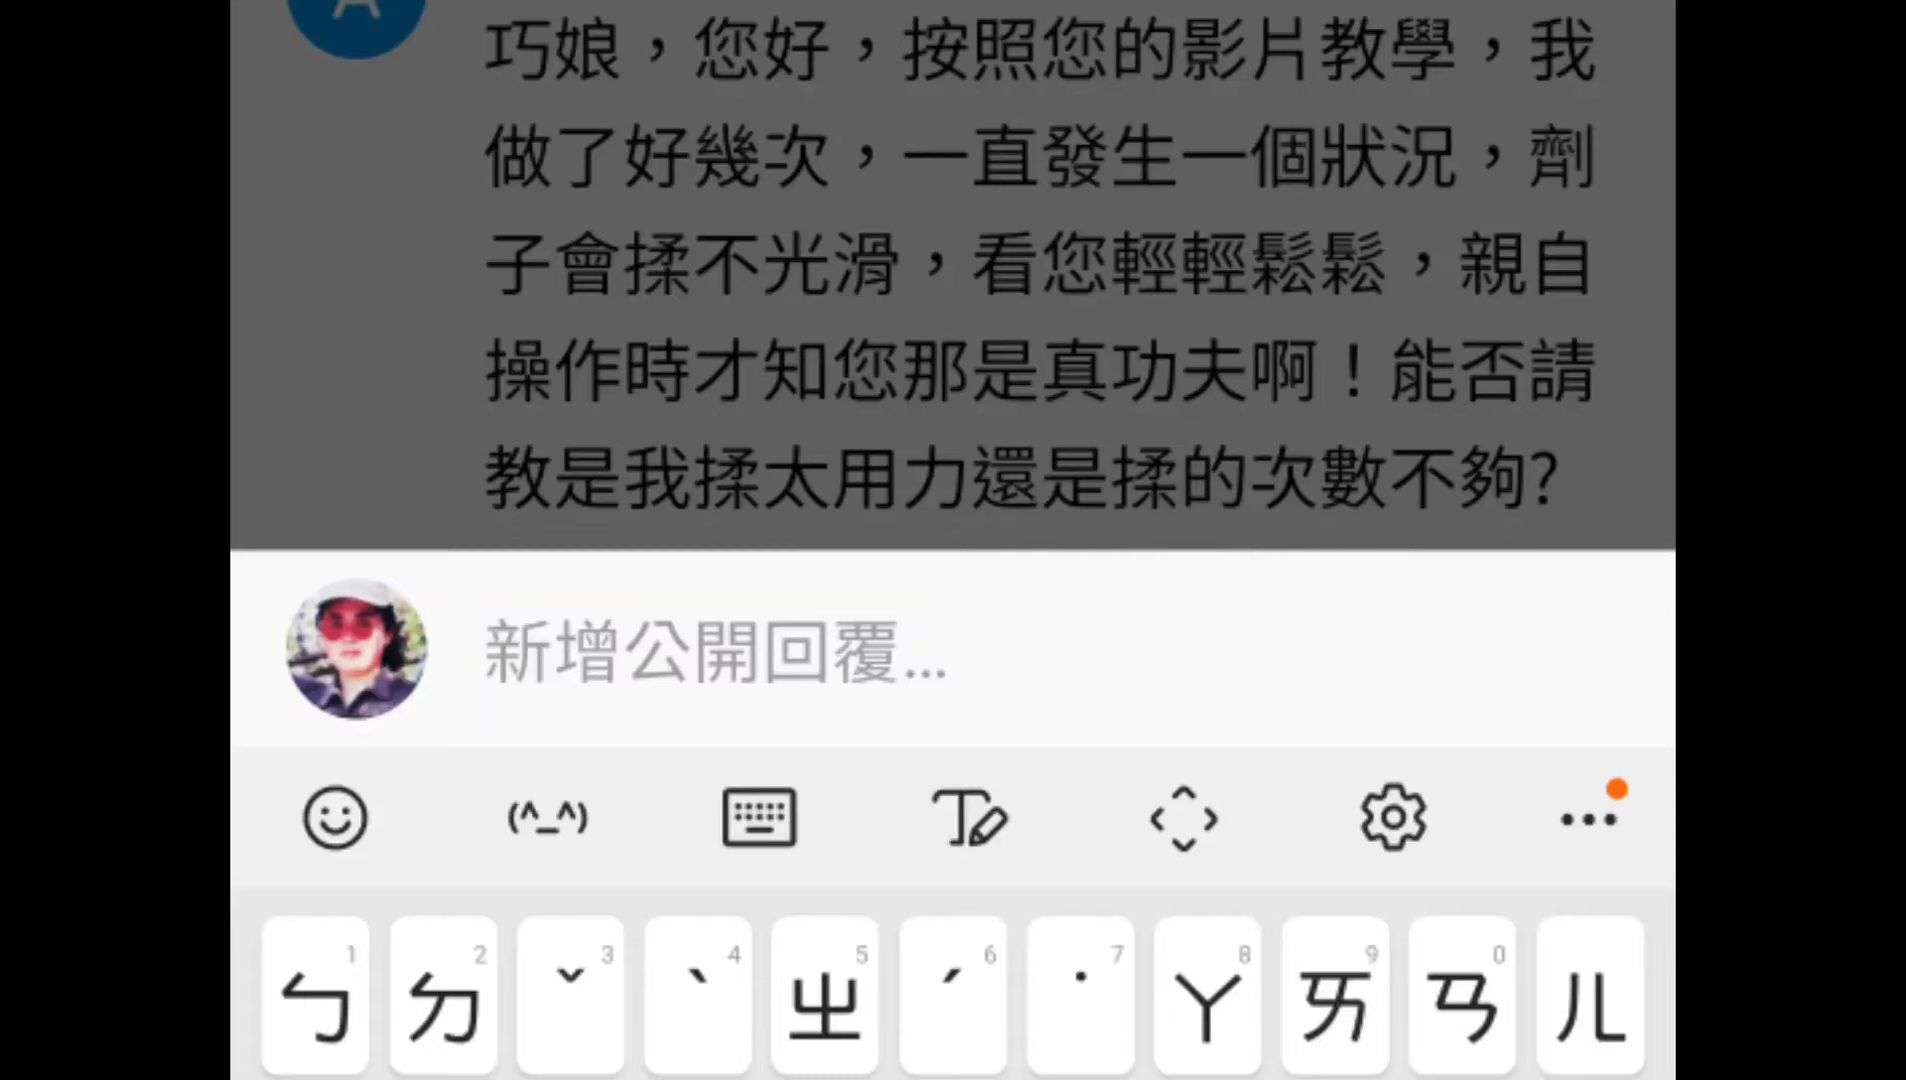 A
巧娘，您好，按照您的影片教學，我
做了好幾次，一直發生一個狀況，劑
子會揉不光滑，看您輕輕鬆鬆，親自
操作時才知您那是真功夫啊！能否請
教是我揉太用力還是揉的次數不夠?
新增公開回覆...
(^_^)
1 2 3 4 5 6 7 8 9 0
ㄅ ㄉ ˇ ˋ ㄓ ˊ ˙ ㄚ ㄞ ㄢ ㄦ